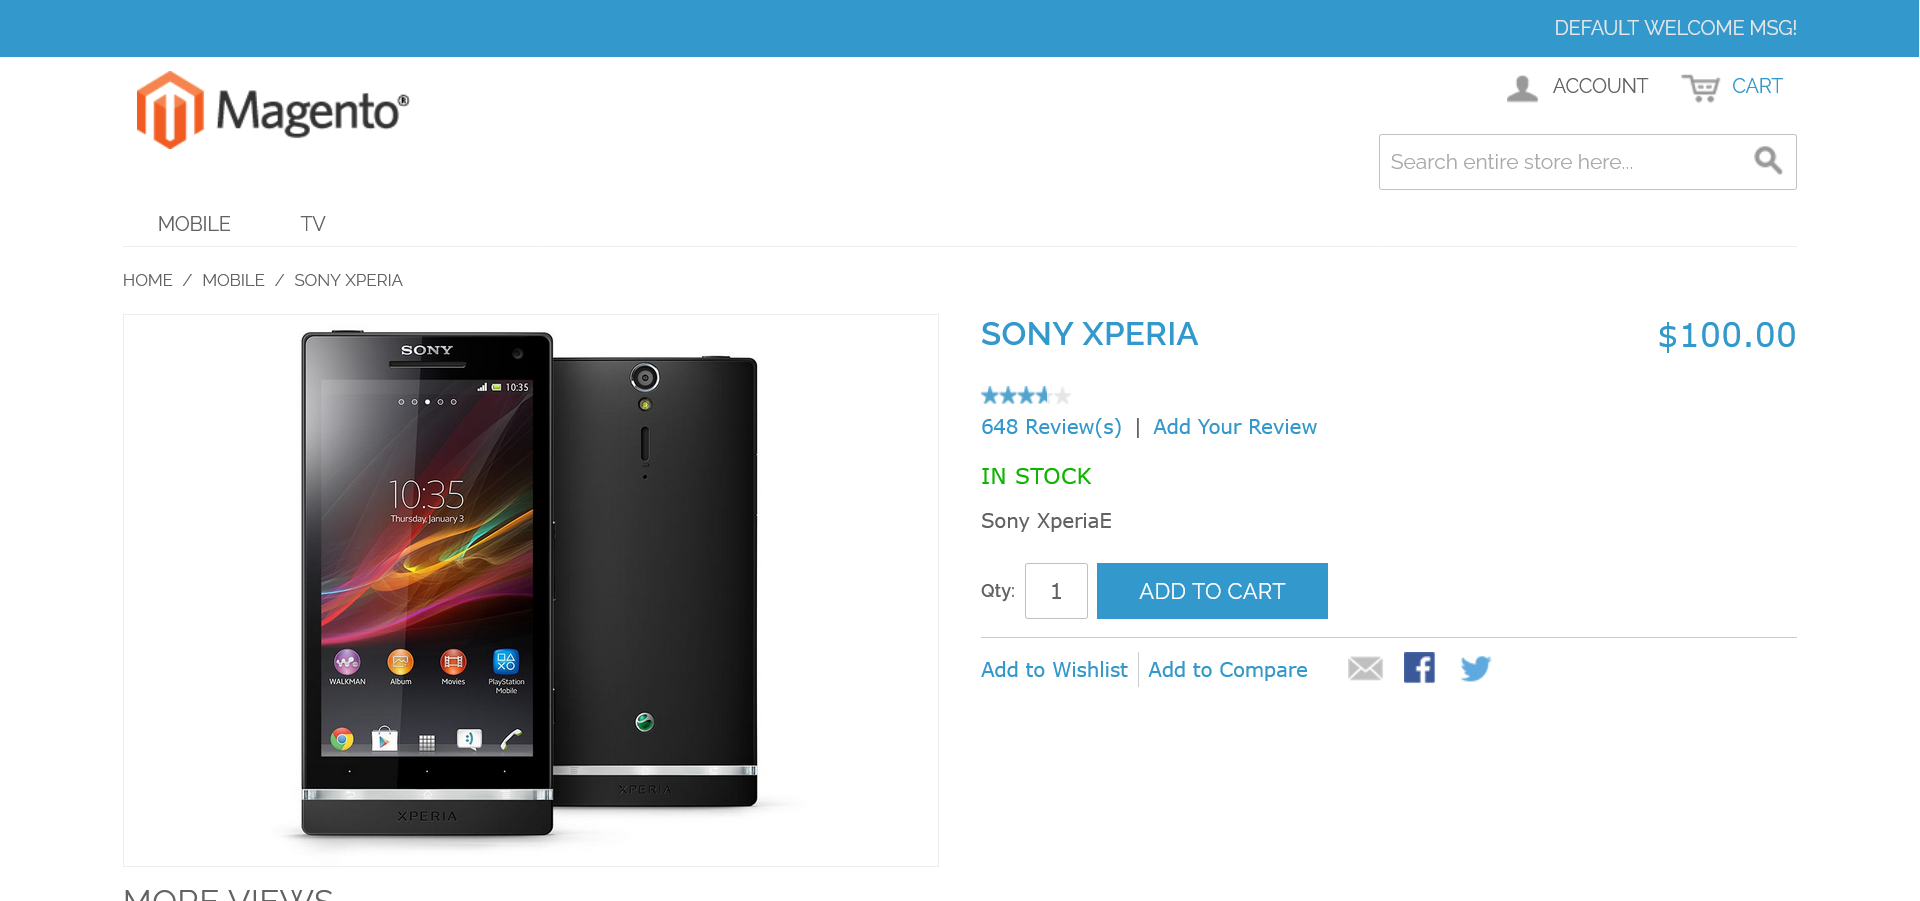 DEFAULT WELCOME MSG!
Magento®
ACCOUNT
CART
Search entire store here...
MOBILE
TV
HOME / MOBILE / SONY XPERIA
SONY
10:35
10:35
Thursday, January 3
WALKMAN
Album
Movies
PlayStation
Mobile
XPERIA
XPERIA
SONY XPERIA
$100.00
648 Review(s) | Add Your Review
IN STOCK
Sony XperiaE
Qty: 1 ADD TO CART
Add to Wishlist
Add to Compare
MORE VIEWS